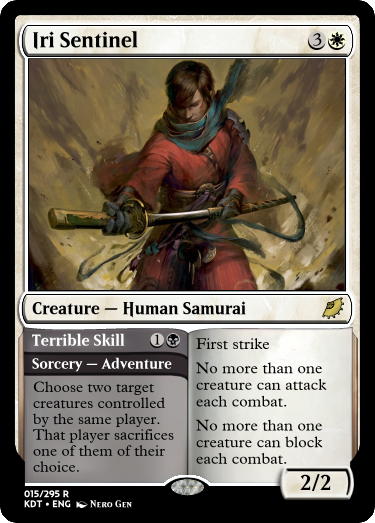 Iri Sentinel 3
Creature — Human Samurai
Terrible Skill 1
Sorcery — Adventure
Choose two target
creatures controlled
by the same player.
That player sacrifices
one of them of their
choice.
First strike
No more than one
creature can attack
each combat.
No more than one
creature can block
each combat.
2/2
015/295 R
KDT • ENG Nero Gen